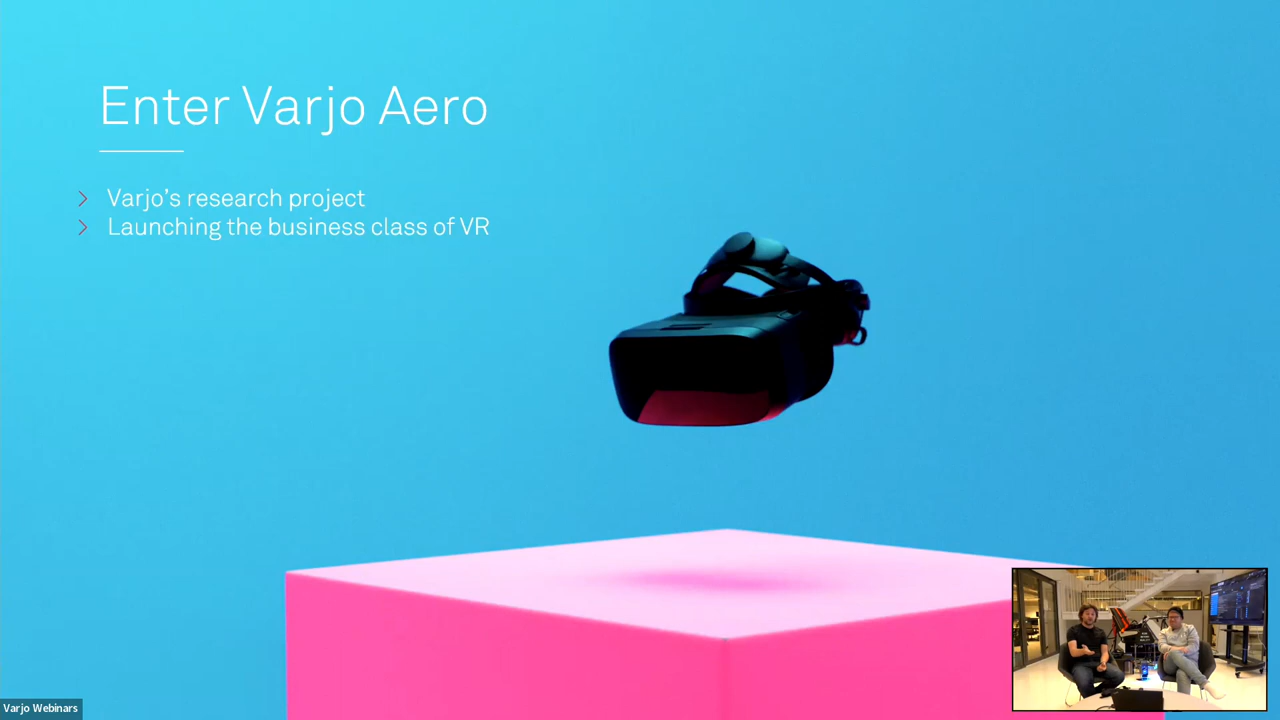 Enter Varjo Aero
Varjo's research project
Launching the business class of VR
Varjo Webinars